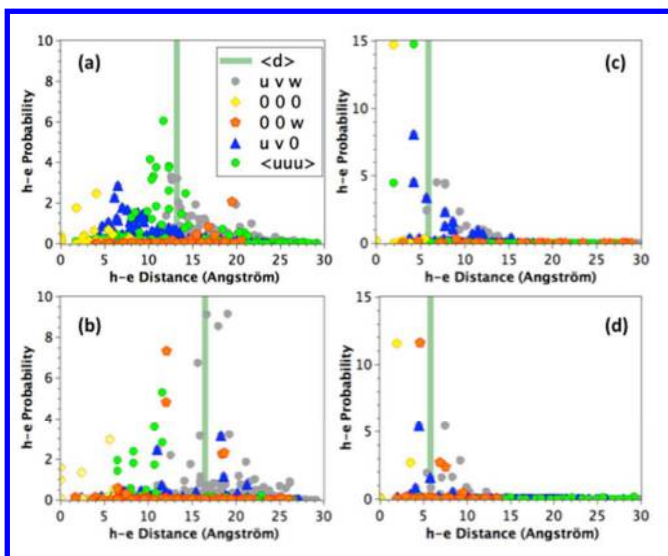 10
8
6
4
2
0
h-e Probability
(a)
<d>
u v w
0 0 0
0 0 w
u v 0
<uuu>
0 5 10 15 20 25 30
h-e Distance (Angström)
15
10
5
0
h-e Probability
(c)
0 5 10 15 20 25 30
h-e Distance (Angström)
10
8
6
4
2
0
h-e Probability
(b)
0 5 10 15 20 25 30
h-e Distance (Angström)
15
10
5
0
h-e Probability
(d)
0 5 10 15 20 25 30
h-e Distance (Angström)